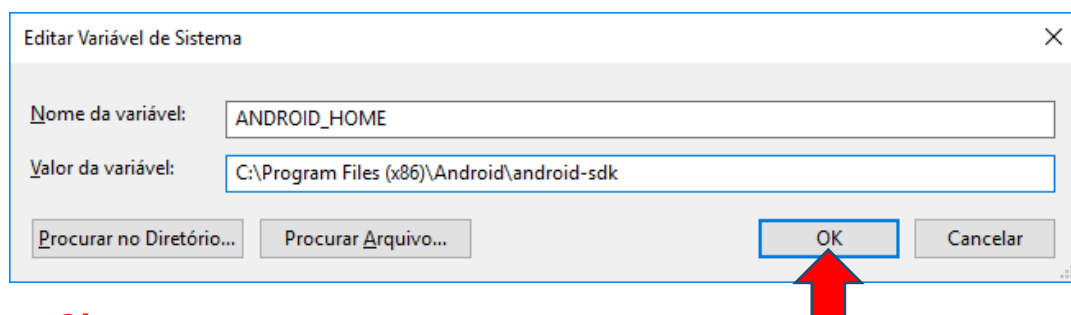 Editar Variável de Sistema
Nome da variável: ANDROID_HOME
Valor da variável: C:\Program Files (x86)\Android\android-sdk
Procurar no Diretório... Procurar Arquivo... OK Cancelar